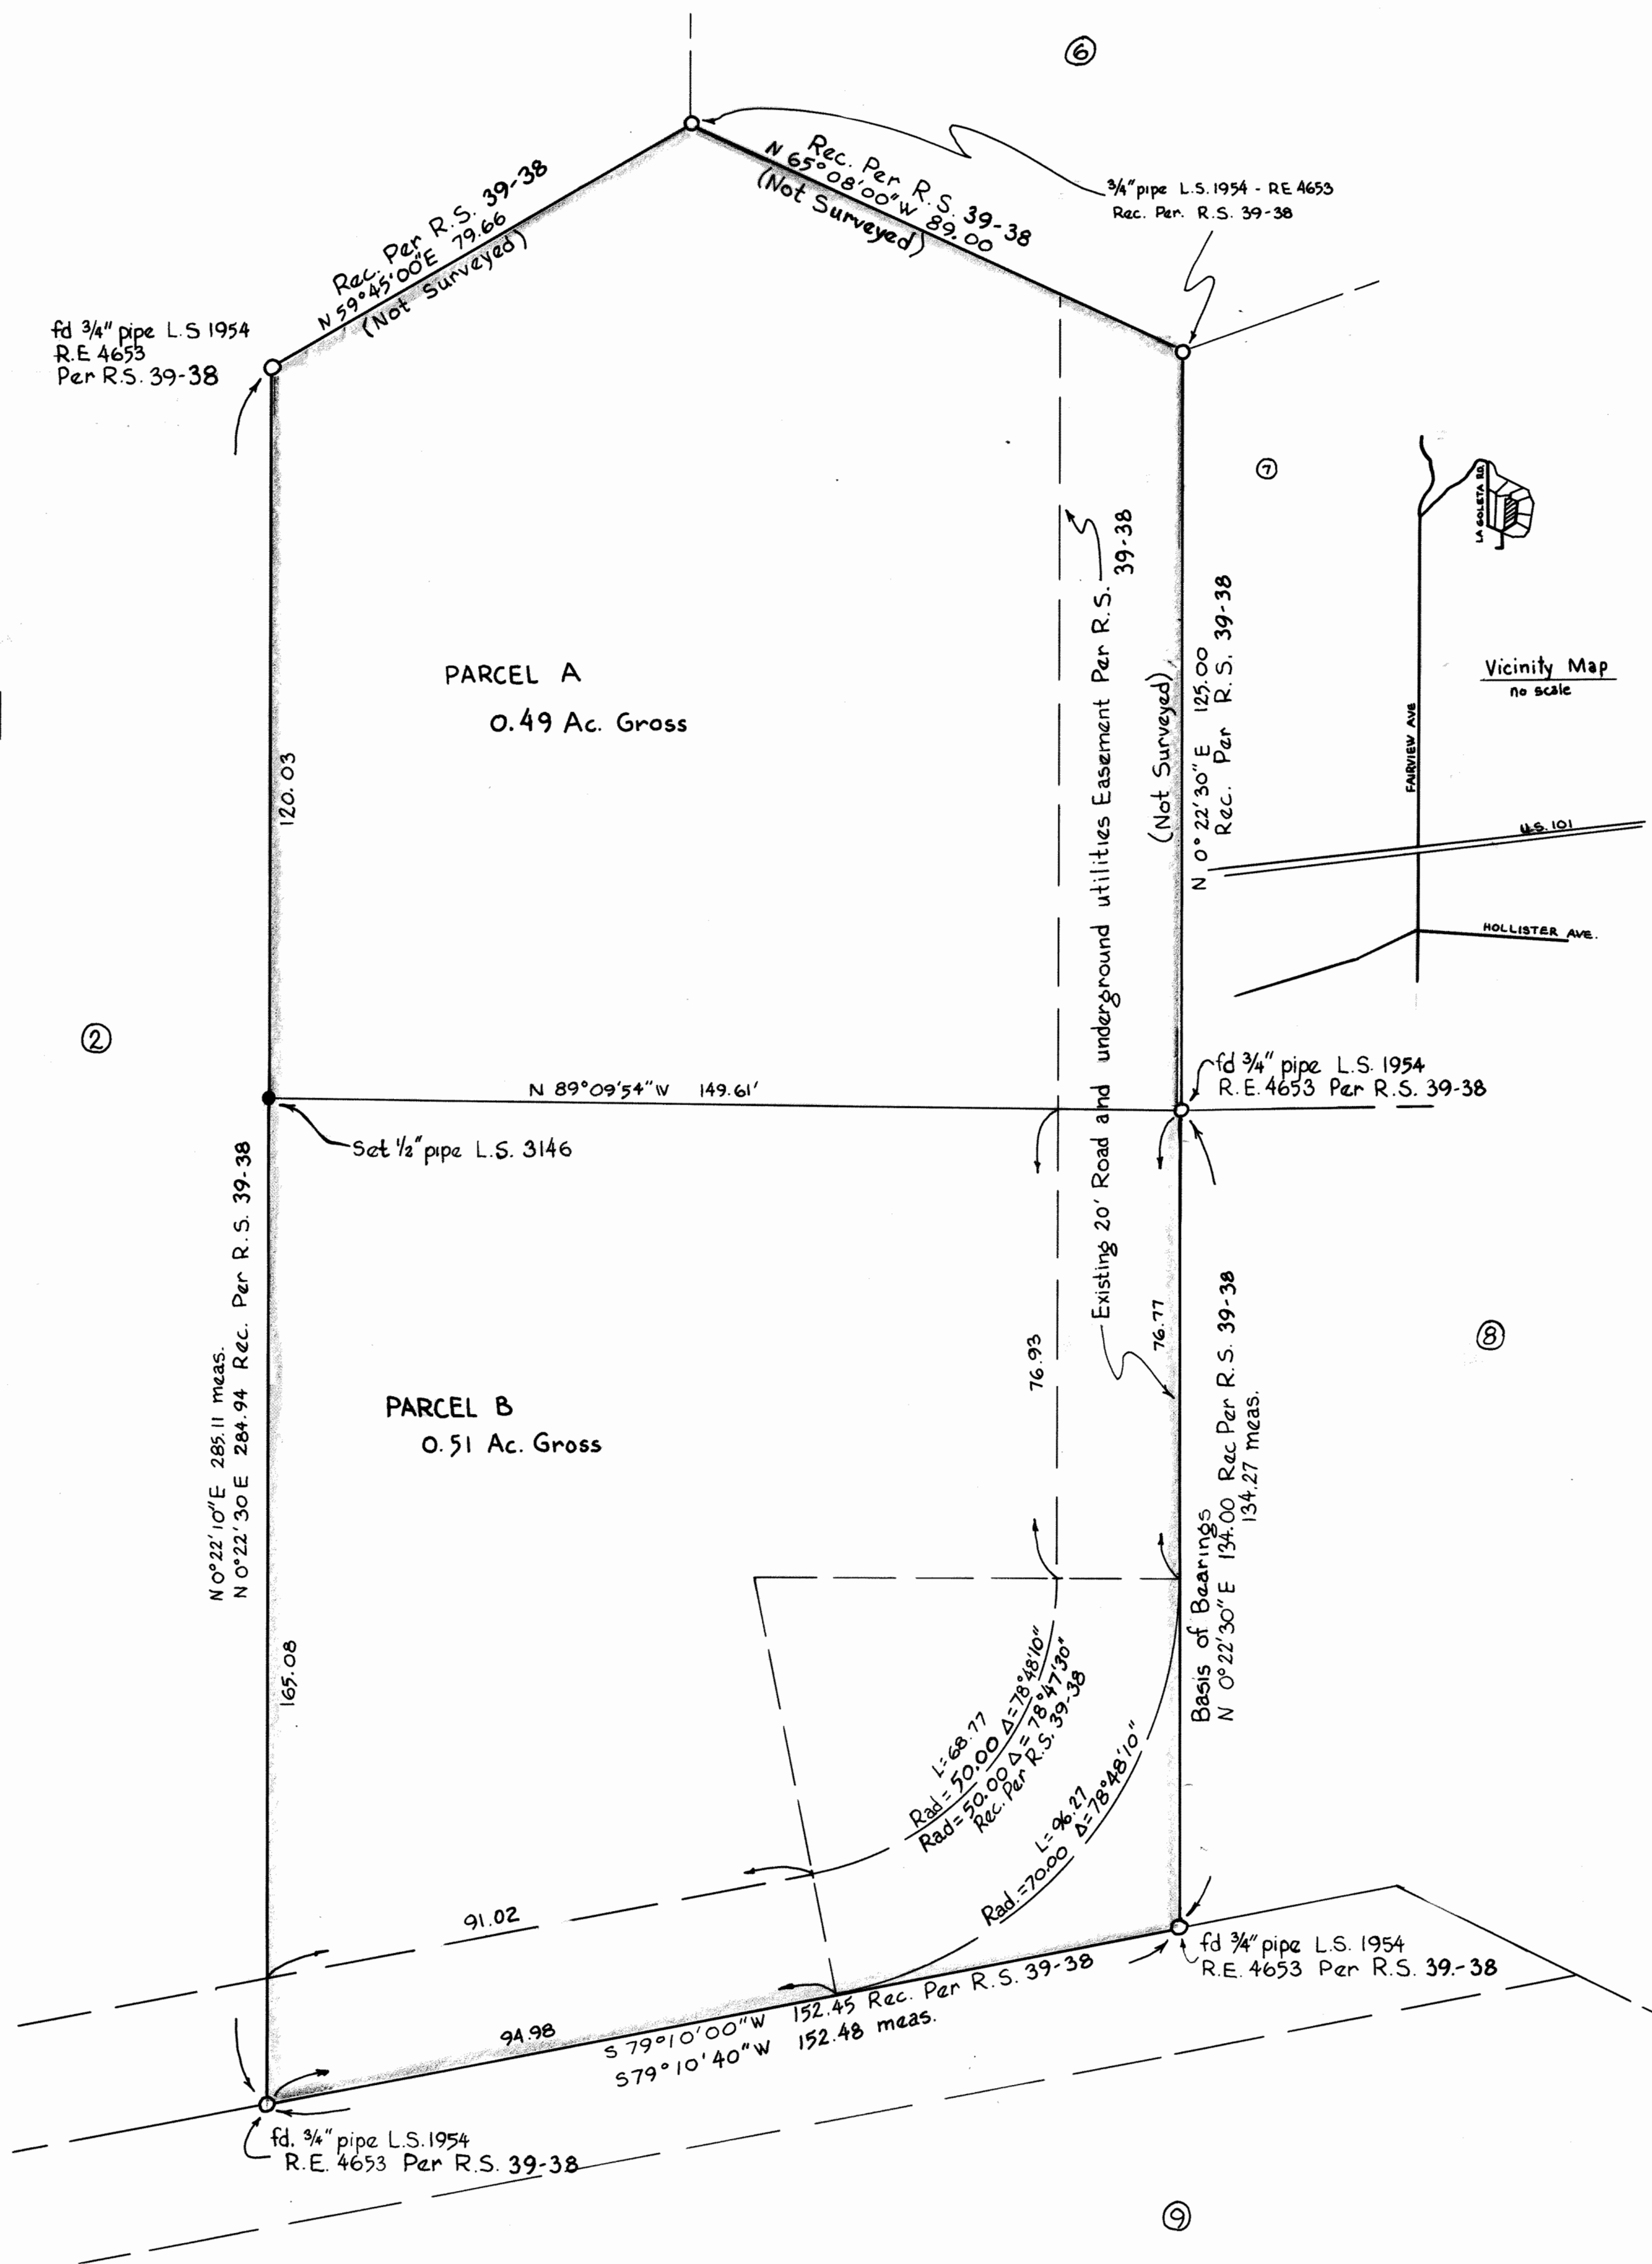 6
Rec. Per R.S. 39-38
N 59°45'00"E 79.66
(Not Surveyed)
Rec. Per R.S. 39-38
N 65°08'00"W 89.00
(Not Surveyed)
3/4" pipe L.S. 1954 - RE 4653
Rec. Per. R.S. 39-38
fd 3/4" pipe L.S 1954
R.E 4653
Per R.S. 39-38
7
LA GOLETA RD.
Vicinity Map
no scale
FAIRVIEW AVE
U.S. 101
HOLLISTER AVE.
PARCEL A
0.49 Ac. Gross
120.03
Existing 20' Road and underground utilities Easement Per R.S.
39-38
(Not Surveyed)
N 0°22'30"E 125.00
Rec. Per R.S. 39-38
2
N 89°09'54"W 149.61'
fd 3/4" pipe L.S. 1954
R.E. 4653 Per R.S. 39-38
Set 1/2" pipe L.S. 3146
N 0°22'10"E 285.11 meas.
N 0°22'30 E 284.94 Rec. Per R.S. 39-38
165.08
PARCEL B
0.51 Ac. Gross
76.93
76.77
8
Basis of Bearings
N 0°22'30"E 134.00 Rec Per R.S. 39-38
134.27 meas.
L=68.77
Rad=50.00 Δ=78°48'10"
Rad=50.00 Δ=78°47'30"
Rec. Per R.S. 39-38
L=96.27
Rad.=70.00 Δ=78°48'10"
91.02
94.98
S 79°10'00"W 152.45 Rec. Per R.S. 39-38
S79°10'40"W 152.48 meas.
fd 3/4" pipe L.S. 1954
R.E. 4653 Per R.S. 39.-38
fd. 3/4" pipe L.S.1954
R.E. 4653 Per R.S. 39-38
9